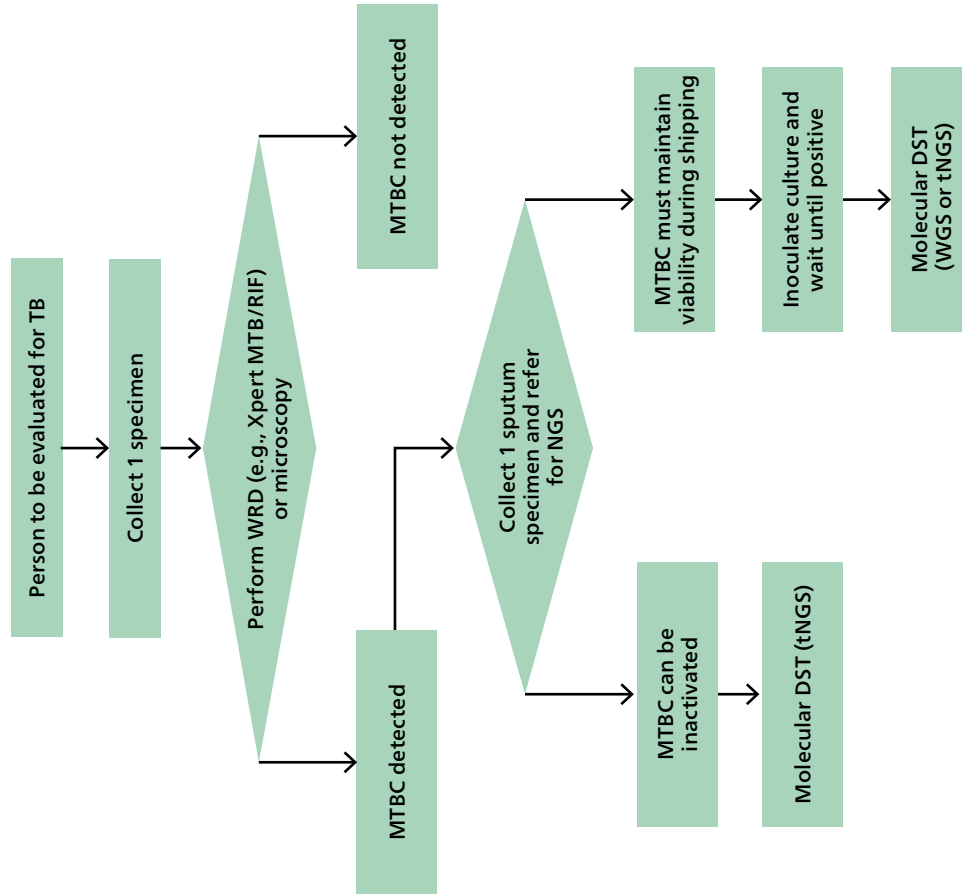 Person to be evaluated for TB
Collect 1 specimen
Perform WRD (e.g., Xpert MTB/RIF)
or microscopy
MTBC detected
MTBC not detected
Collect 1 sputum
specimen and refer
for NGS
MTBC can be
inactivated
Molecular DST (tNGS)
MTBC must maintain
viability during shipping
Inoculate culture and
wait until positive
Molecular DST
(WGS or tNGS)